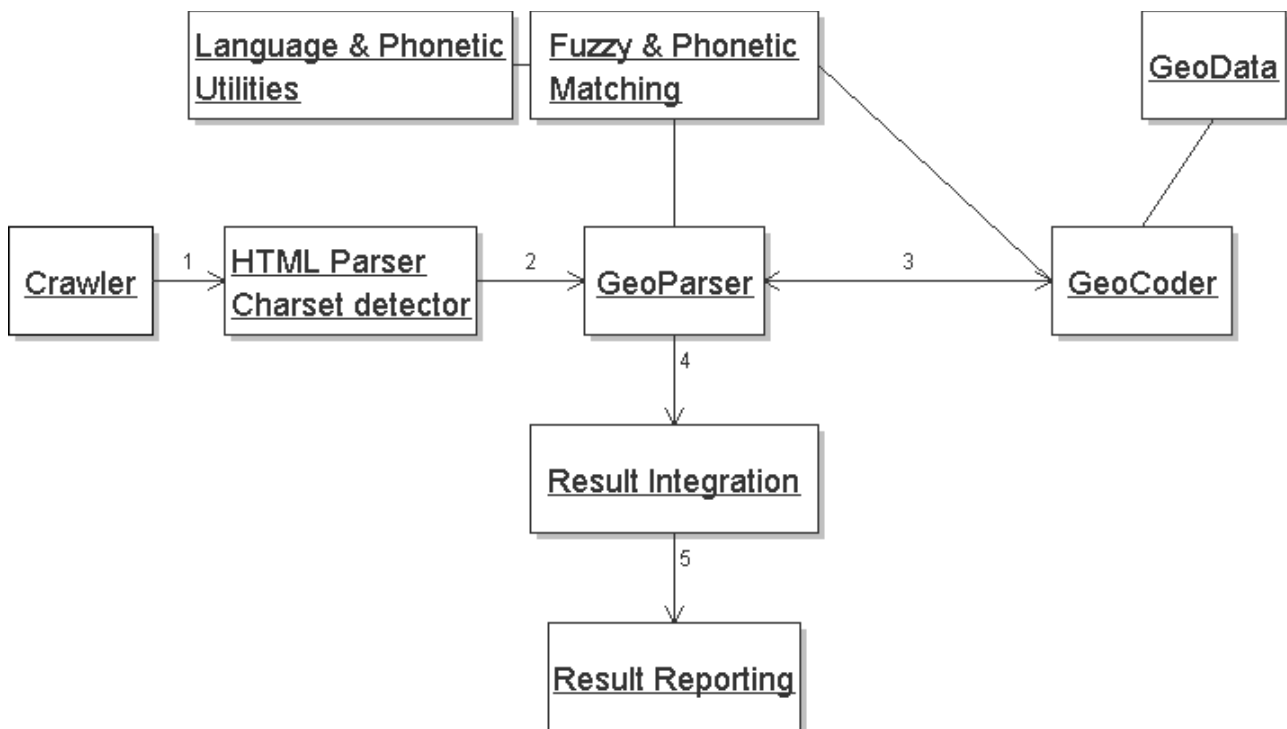 Language & Phonetic
Utilities
Fuzzy & Phonetic
Matching
GeoData
Crawler
1
HTML Parser
Charset detector
2
GeoParser
3
GeoCoder
4
Result Integration
5
Result Reporting